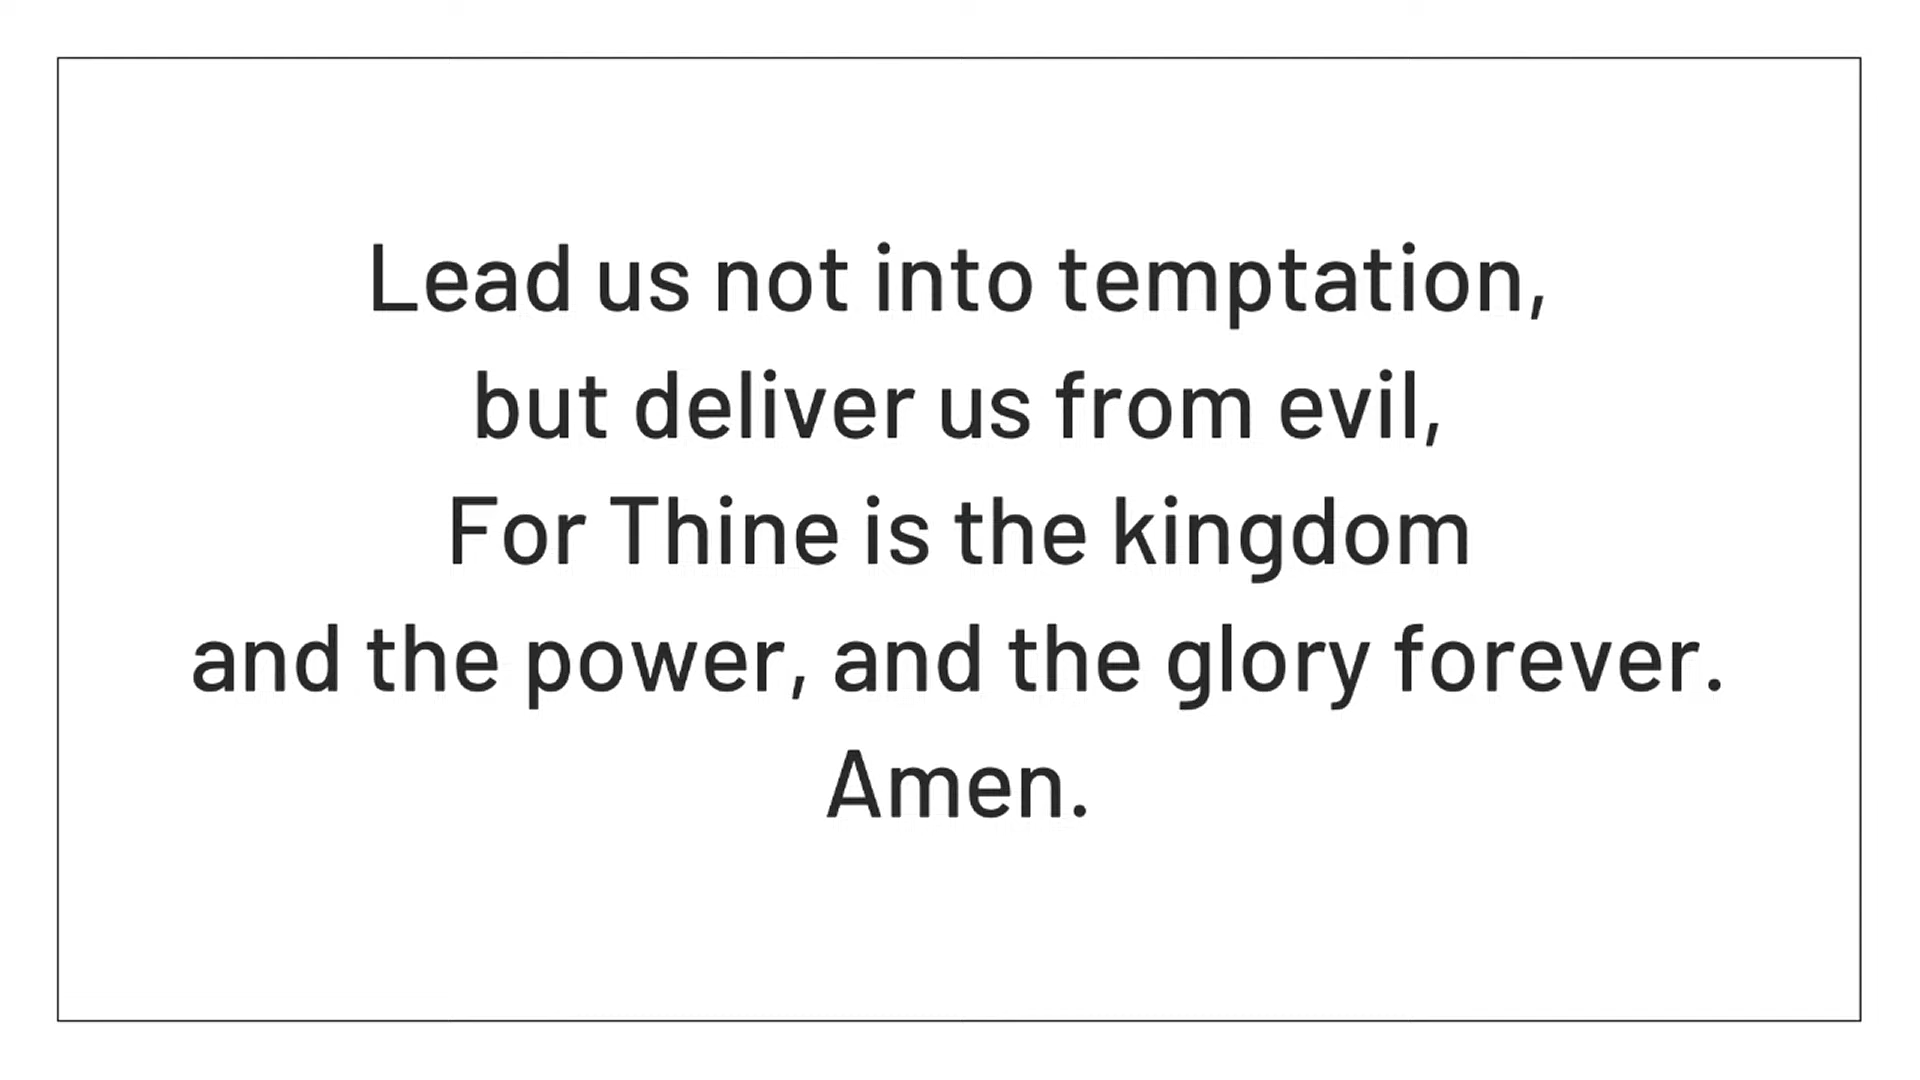 Lead us not into temptation,
but deliver us from evil,
For Thine is the kingdom
and the power, and the glory forever.
Amen.